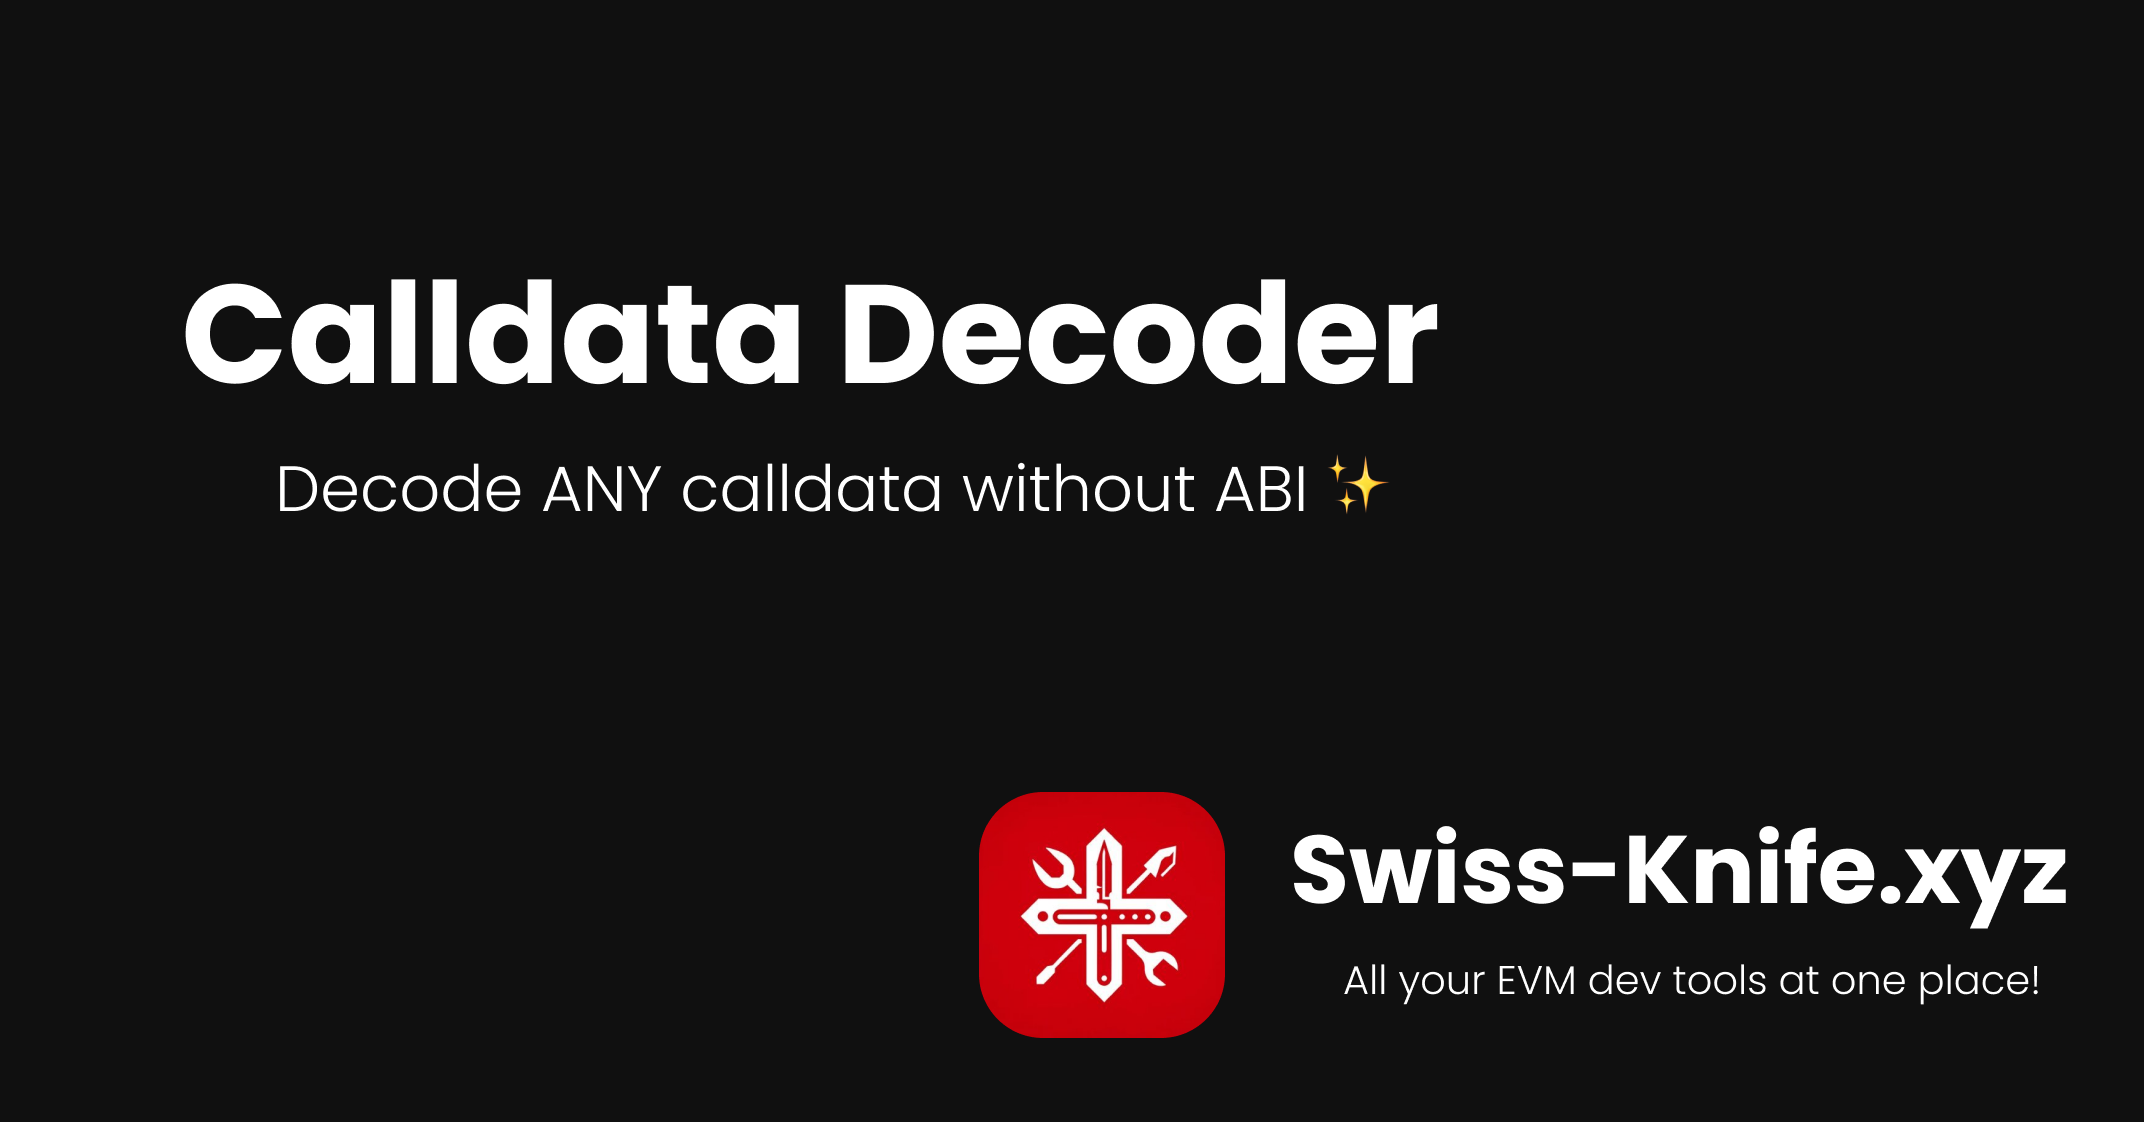 Calldata Decoder
Decode ANY calldata without ABI ✨
Swiss-Knife.xyz
All your EVM dev tools at one place!